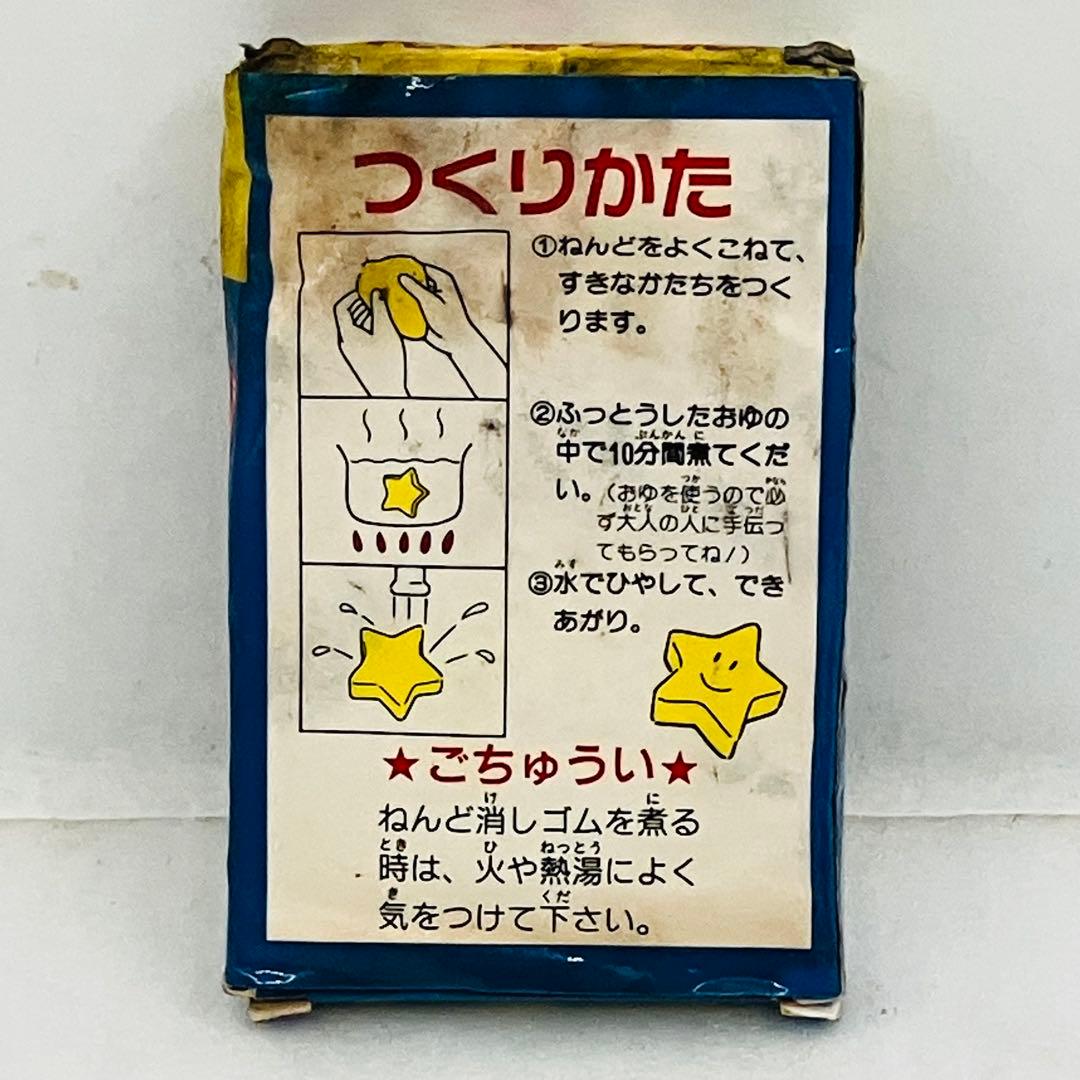 つくりかた
①ねんどをよくこねて、
すきなかたちをつく
ります。
②ふっとうしたおゆの
中で10分間煮てくだ
い。(おゆを使うので必
ず大人の人に手伝っ
てもらってね!)
③水でひやして、でき
あがり。
★ごちゅうい★
ねんど消しゴムを煮る
時は、火や熱湯によく
気をつけて下さい。